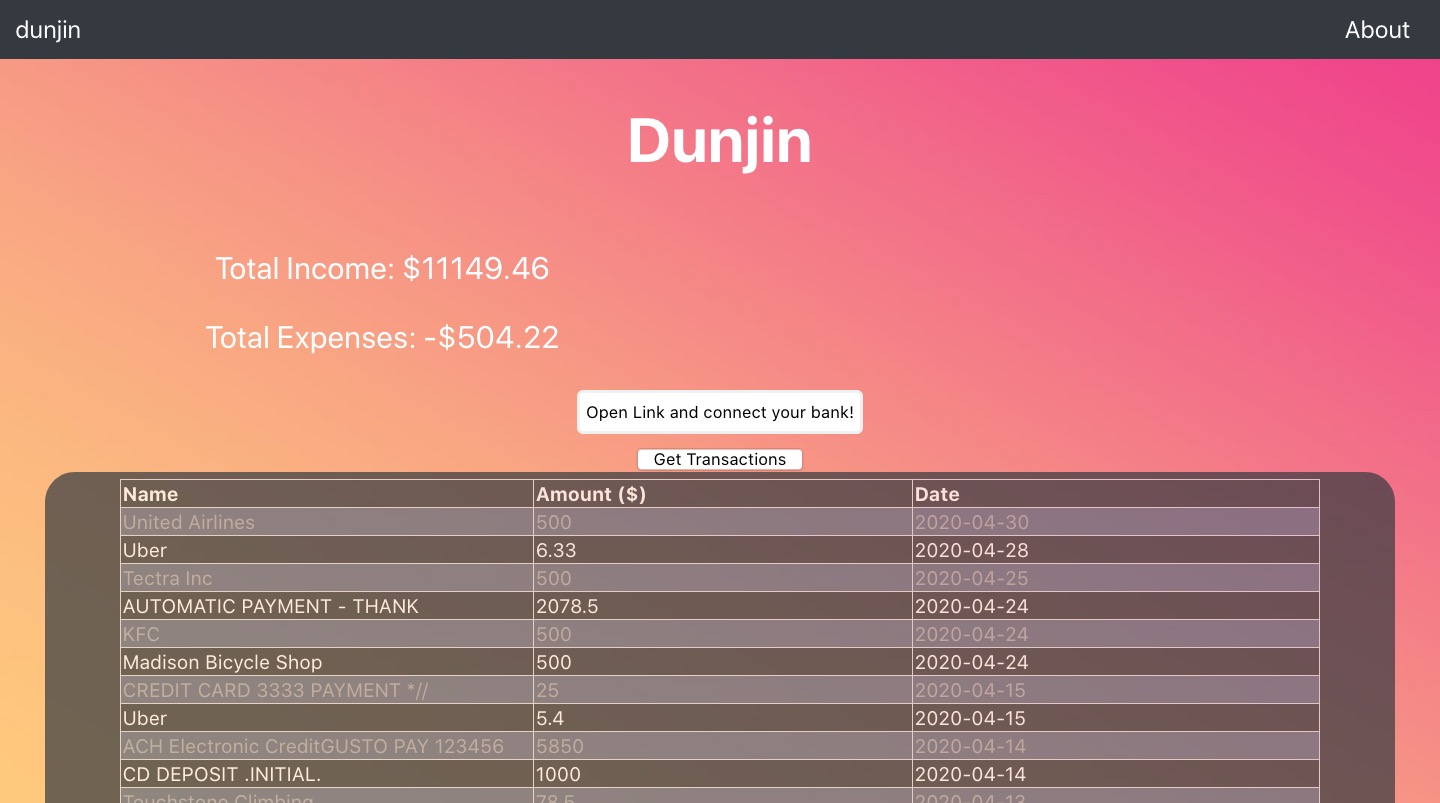 dunjin About
Dunjin
Total Income: $11149.46
Total Expenses: -$504.22
Open Link and connect your bank!
Get Transactions
Name Amount ($) Date
United Airlines 500 2020-04-30
Uber 6.33 2020-04-28
Tectra Inc 500 2020-04-25
AUTOMATIC PAYMENT - THANK 2078.5 2020-04-24
KFC 500 2020-04-24
Madison Bicycle Shop 500 2020-04-24
CREDIT CARD 3333 PAYMENT *// 25 2020-04-15
Uber 5.4 2020-04-15
ACH Electronic CreditGUSTO PAY 123456 5850 2020-04-14
CD DEPOSIT .INITIAL. 1000 2020-04-14
Touchstone Climbing 78.5 2020-04-13